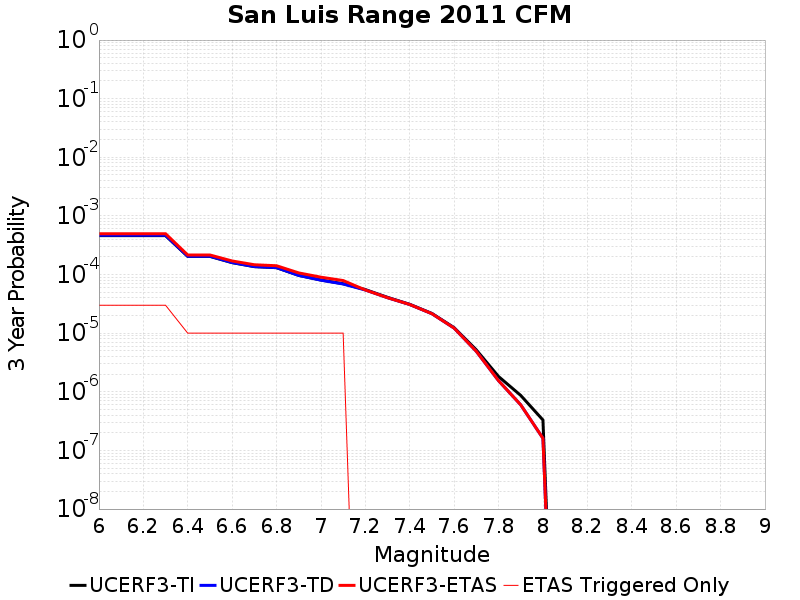 San Luis Range 2011 CFM
3 Year Probability
10^0
10^-1
10^-2
10^-3
10^-4
10^-5
10^-6
10^-7
10^-8
6 6.2 6.4 6.6 6.8 7 7.2 7.4 7.6 7.8 8 8.2 8.4 8.6 8.8 9
Magnitude
UCERF3-TI UCERF3-TD UCERF3-ETAS ETAS Triggered Only